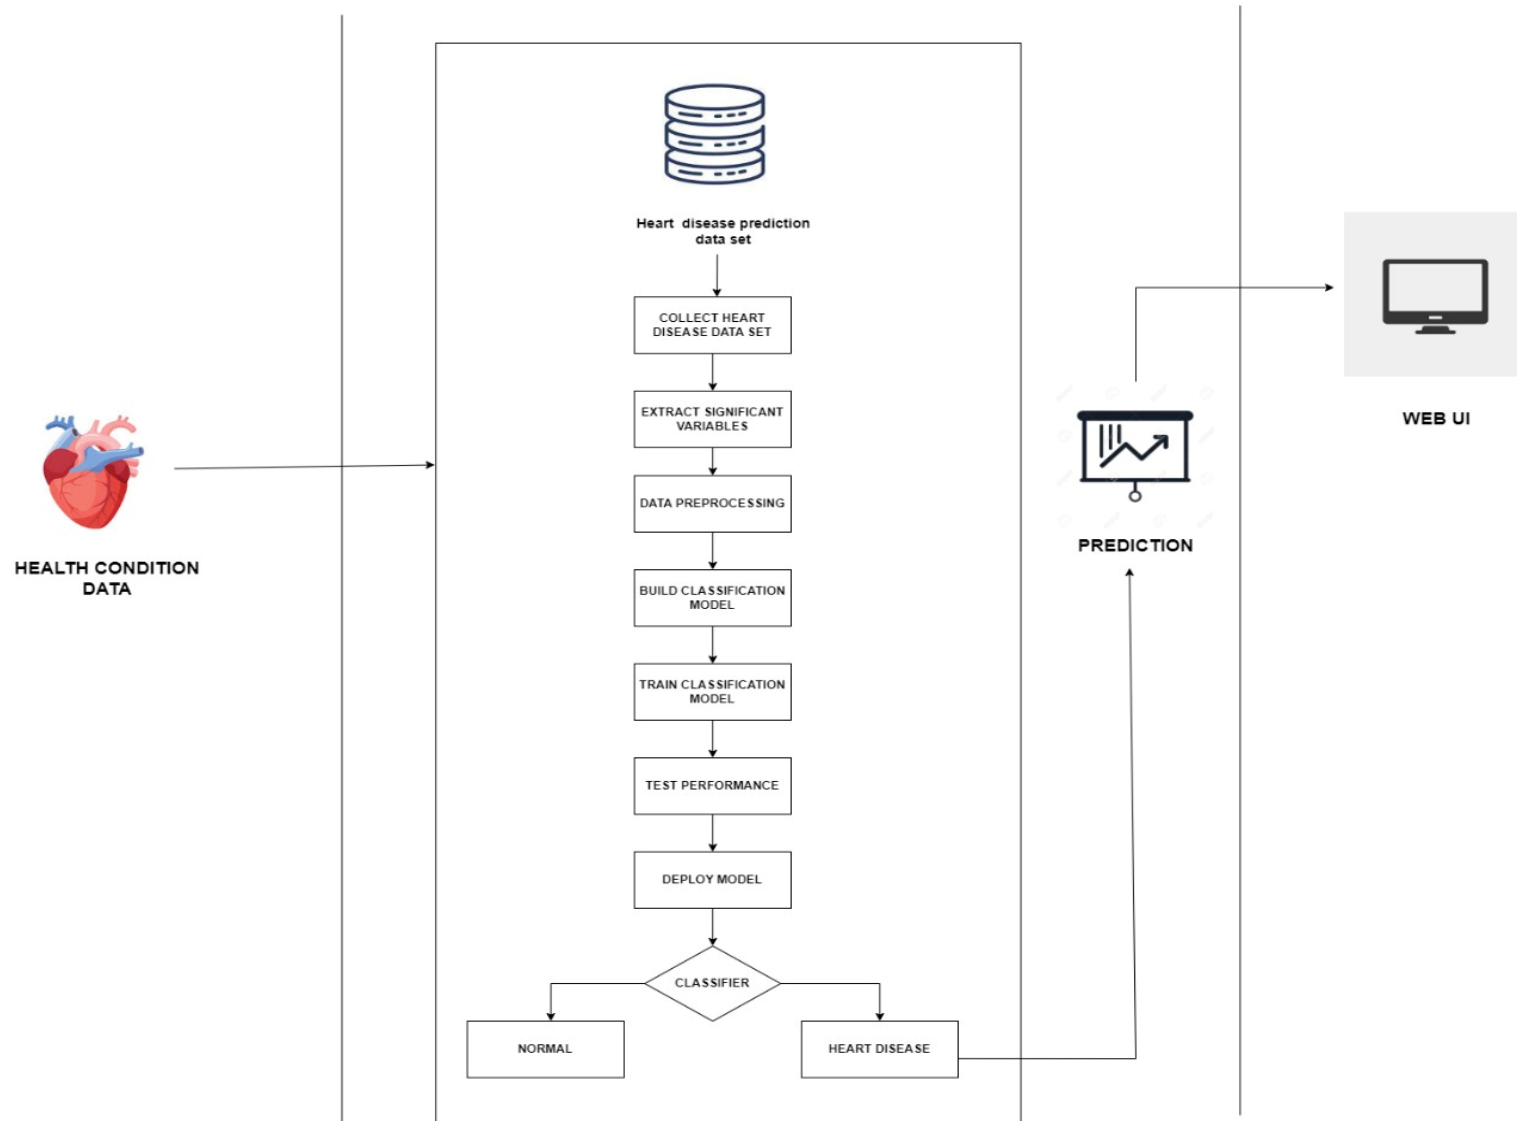 Heart disease prediction
data set
COLLECT HEART
DISEASE DATA SET
EXTRACT SIGNIFICANT
VARIABLES
DATA PREPROCESSING
BUILD CLASSIFICATION
MODEL
TRAIN CLASSIFICATION
MODEL
TEST PERFORMANCE
DEPLOY MODEL
CLASSIFIER
NORMAL
HEART DISEASE
HEALTH CONDITION
DATA
PREDICTION
WEB UI